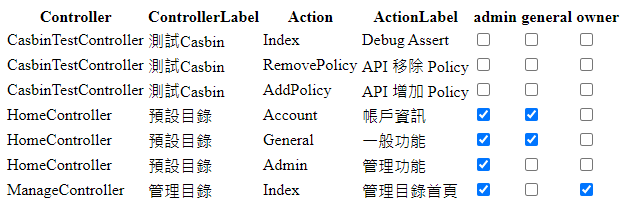 Controller ControllerLabel Action ActionLabel admin general owner
CasbinTestController 測試Casbin Index Debug Assert
CasbinTestController 測試Casbin RemovePolicy API 移除 Policy
CasbinTestController 測試Casbin AddPolicy API 增加 Policy
HomeController 預設目錄 Account 帳戶資訊
HomeController 預設目錄 General 一般功能
HomeController 預設目錄 Admin 管理功能
ManageController 管理目錄 Index 管理目錄首頁